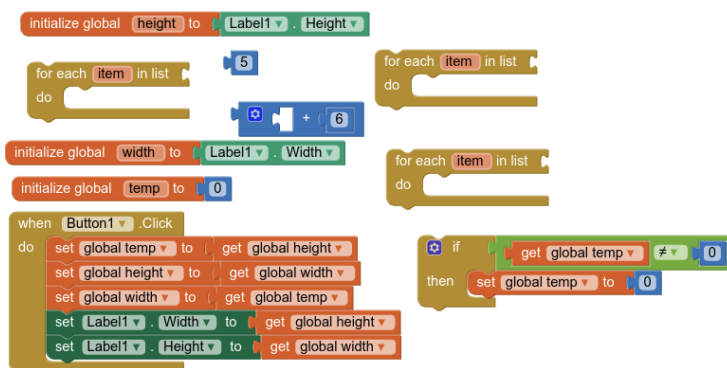 initialize global height to Label1 . Height
for each item in list
do
5
+ 6
for each item in list
do
initialize global width to Label1 . Width
for each item in list
do
initialize global temp to 0
when Button1 .Click
do set global temp to get global height
set global height to get global width
set global width to get global temp
set Label1 . Width to get global height
set Label1 . Height to get global width
if get global temp ≠ 0
then set global temp to 0